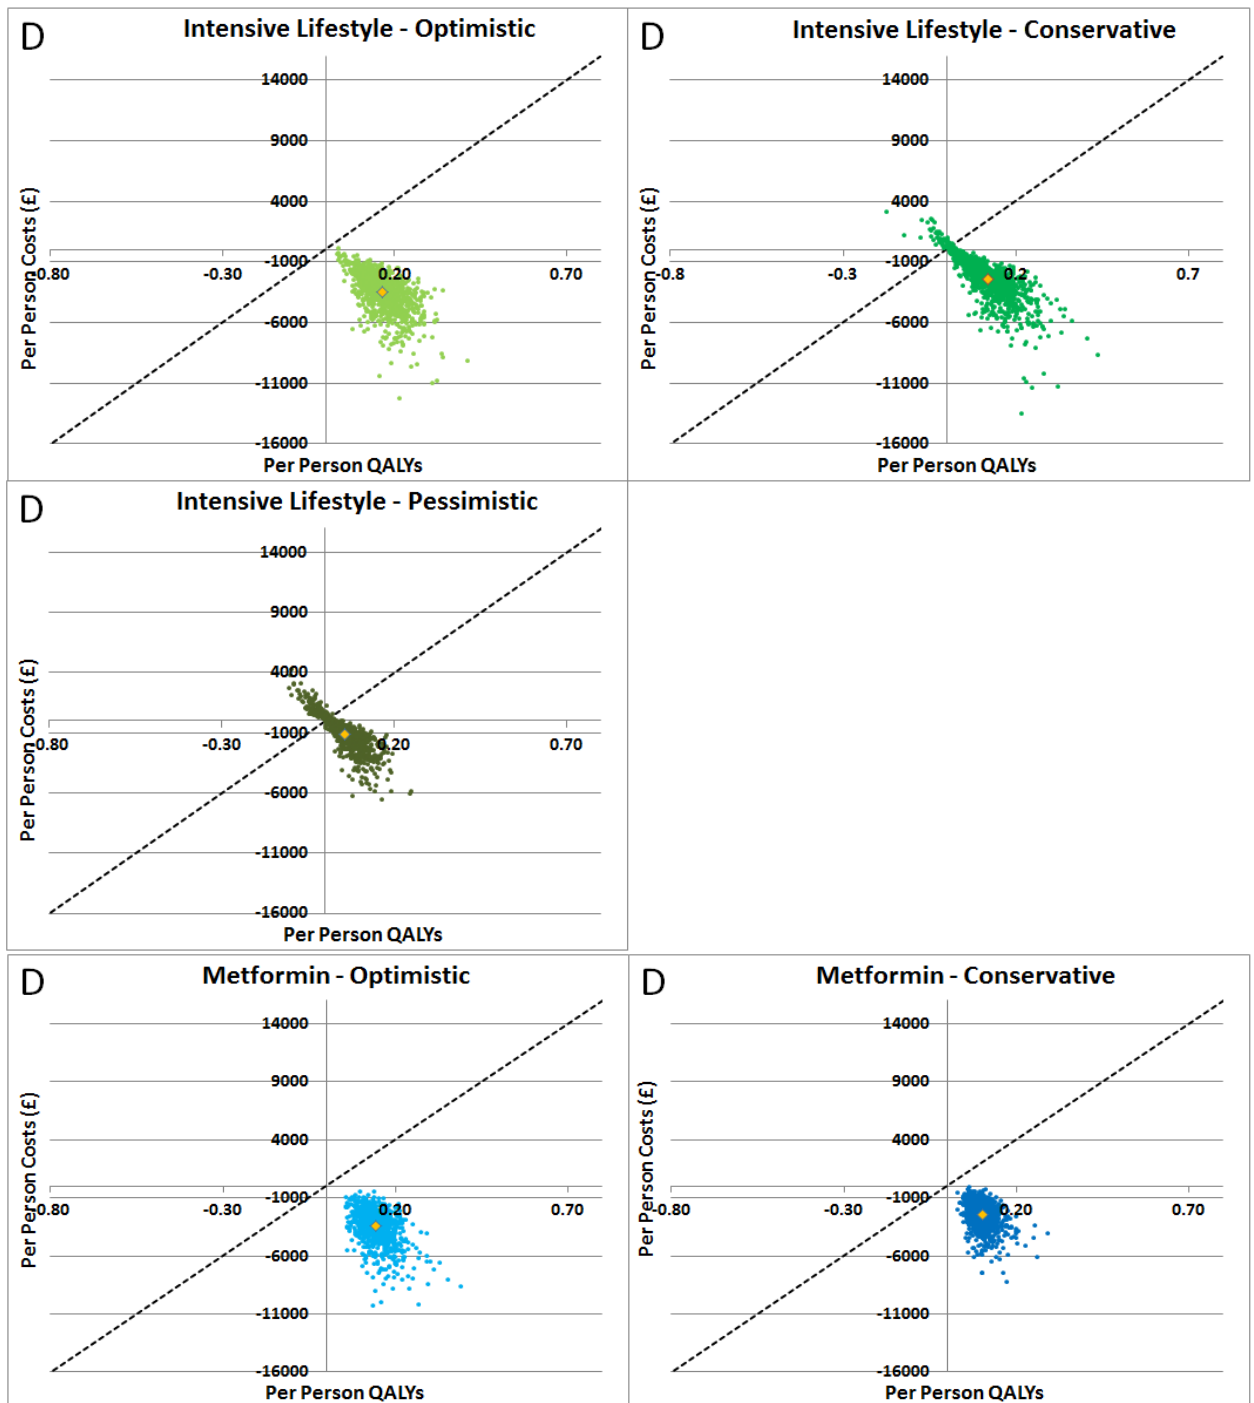 D
Intensive Lifestyle - Optimistic
14000
9000
4000
-1000
-6000
-11000
-16000
0.80
-0.30
0.20
0.70
Per Person Costs (£)
Per Person QALYs
D
Intensive Lifestyle - Conservative
14000
9000
4000
-1000
-6000
-11000
-16000
-0.8
-0.3
0.2
0.7
Per Person Costs (£)
Per Person QALYs
D
Intensive Lifestyle - Pessimistic
14000
9000
4000
-1000
-6000
-11000
-16000
0.80
-0.30
0.20
0.70
Per Person Costs (£)
Per Person QALYs
D
Metformin - Optimistic
14000
9000
4000
-1000
-6000
-11000
-16000
0.80
-0.30
0.20
0.70
Per Person Costs (£)
Per Person QALYs
D
Metformin - Conservative
14000
9000
4000
-1000
-6000
-11000
-16000
-0.80
-0.30
0.20
0.70
Per Person Costs (£)
Per Person QALYs